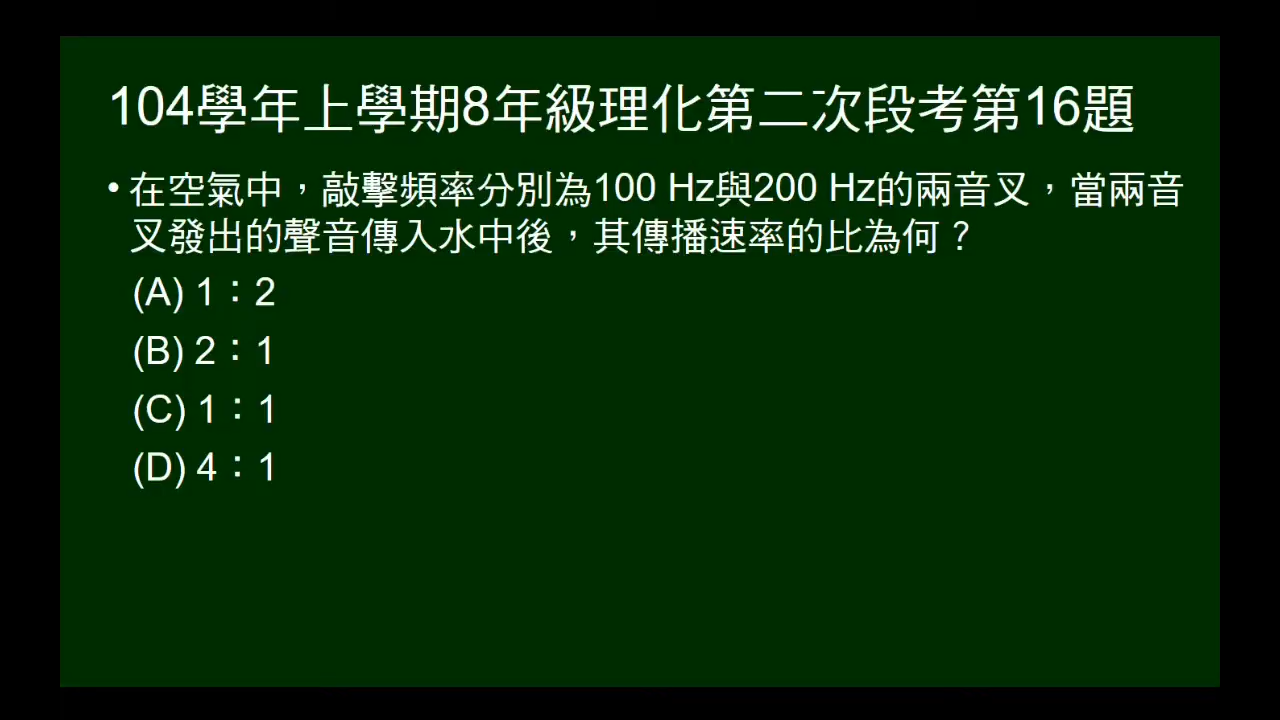 104學年上學期8年級理化第二次段考第16題
•在空氣中，敲擊頻率分別為100 Hz與200 Hz的兩音叉，當兩音
叉發出的聲音傳入水中後，其傳播速率的比為何？
(A) 1：2
(B) 2：1
(C) 1：1
(D) 4：1